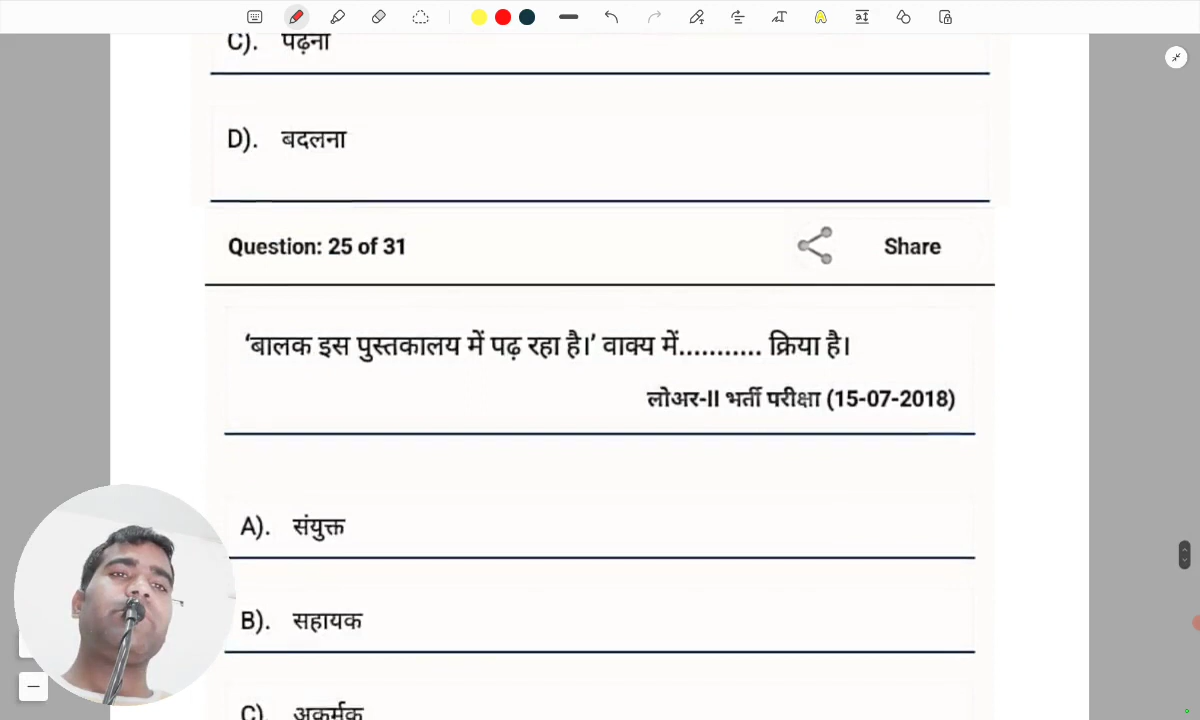 C). पढ़ना
D). बदलना
Question: 25 of 31
Share
‘बालक इस पुस्तकालय में पढ़ रहा है।’ वाक्य में........... क्रिया है।
लोअर-II भर्ती परीक्षा (15-07-2018)
A). संयुक्त
B). सहायक
C). अकर्मक